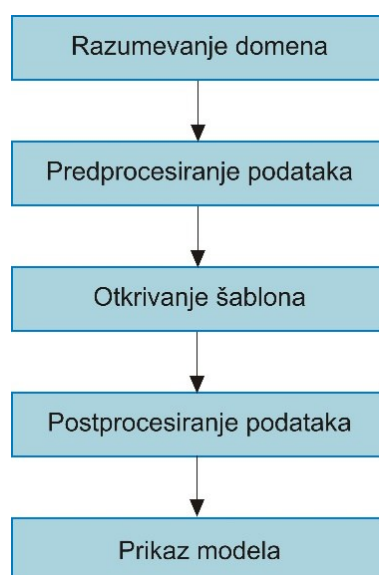 Razumevanje domena
Predprocesiranje podataka
Otkrivanje šablona
Postprocesiranje podataka
Prikaz modela